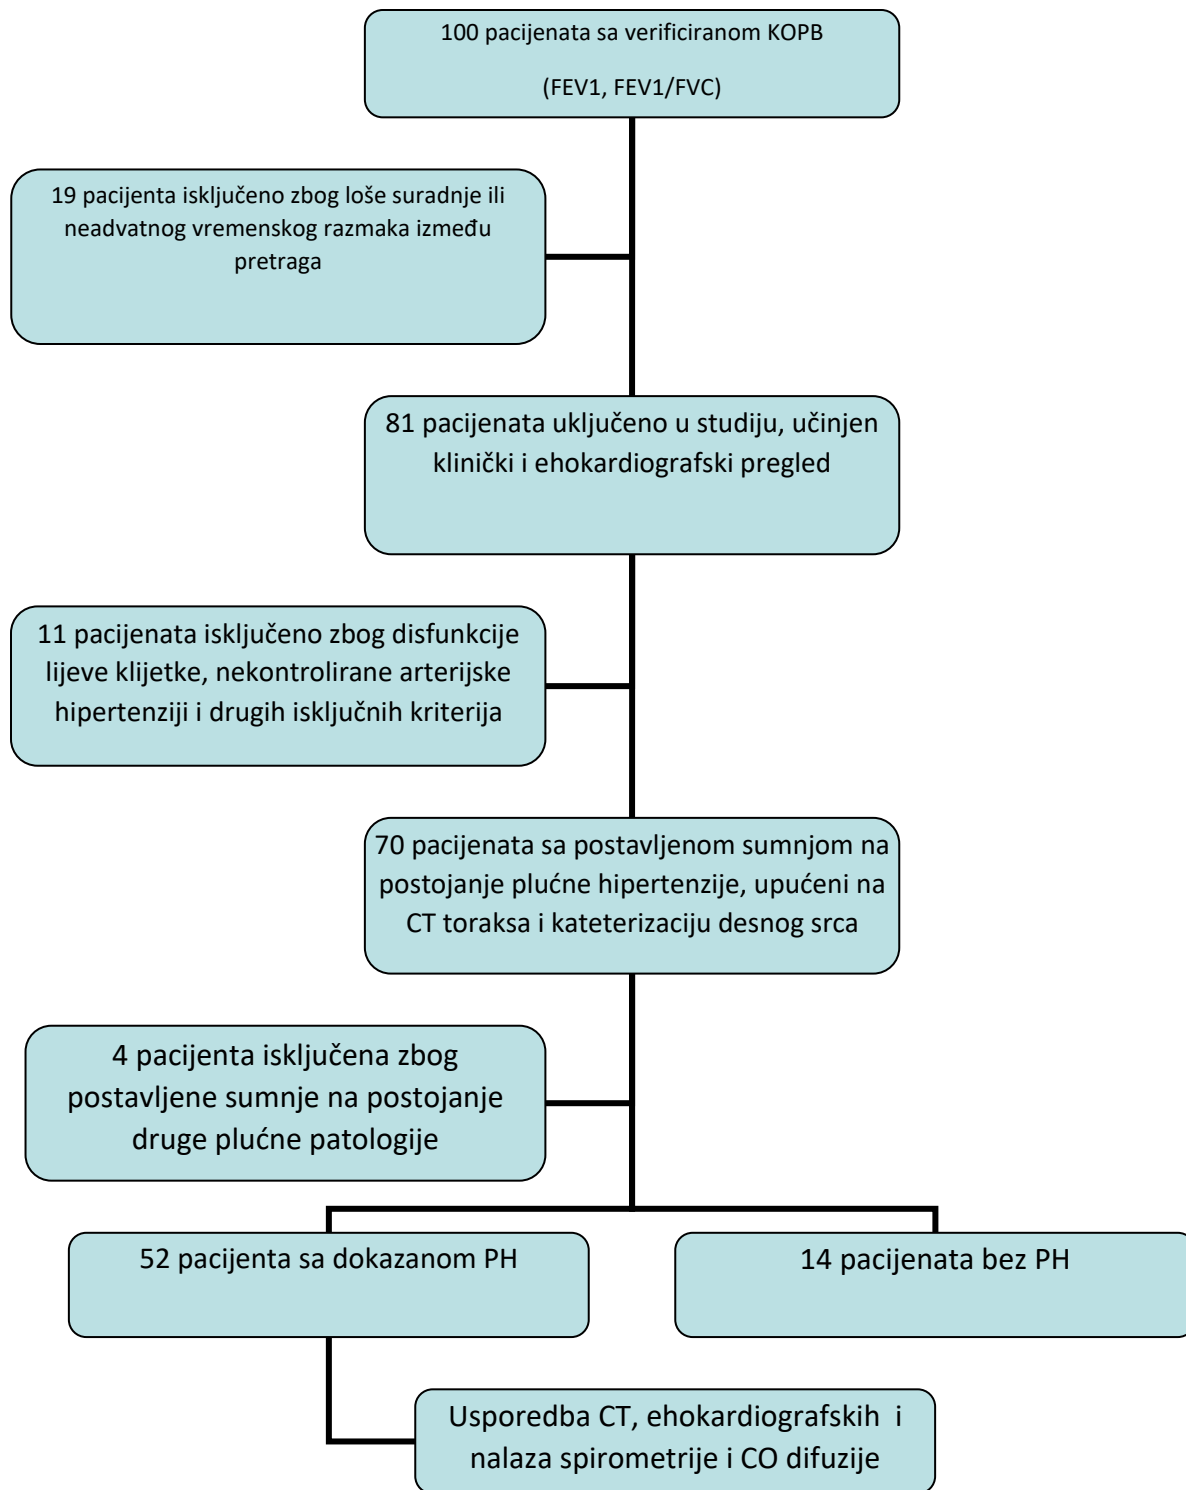 100 pacijenata sa verificiranom KOPB
(FEV1, FEV1/FVC)
19 pacijenta isključeno zbog loše suradnje ili
neadvatnog vremenskog razmaka između
pretraga
81 pacijenata uključeno u studiju, učinjen
klinički i ehokardiografski pregled
11 pacijenata isključeno zbog disfunkcije
lijeve klijetke, nekontrolirane arterijske
hipertenziji i drugih isključnih kriterija
70 pacijenata sa postavljenom sumnjom na
postojanje plućne hipertenzije, upućeni na
CT toraksa i kateterizaciju desnog srca
4 pacijenta isključena zbog
postavljene sumnje na postojanje
druge plućne patologije
52 pacijenta sa dokazanom PH
14 pacijenata bez PH
Usporedba CT, ehokardiografskih i
nalaza spirometrije i CO difuzije